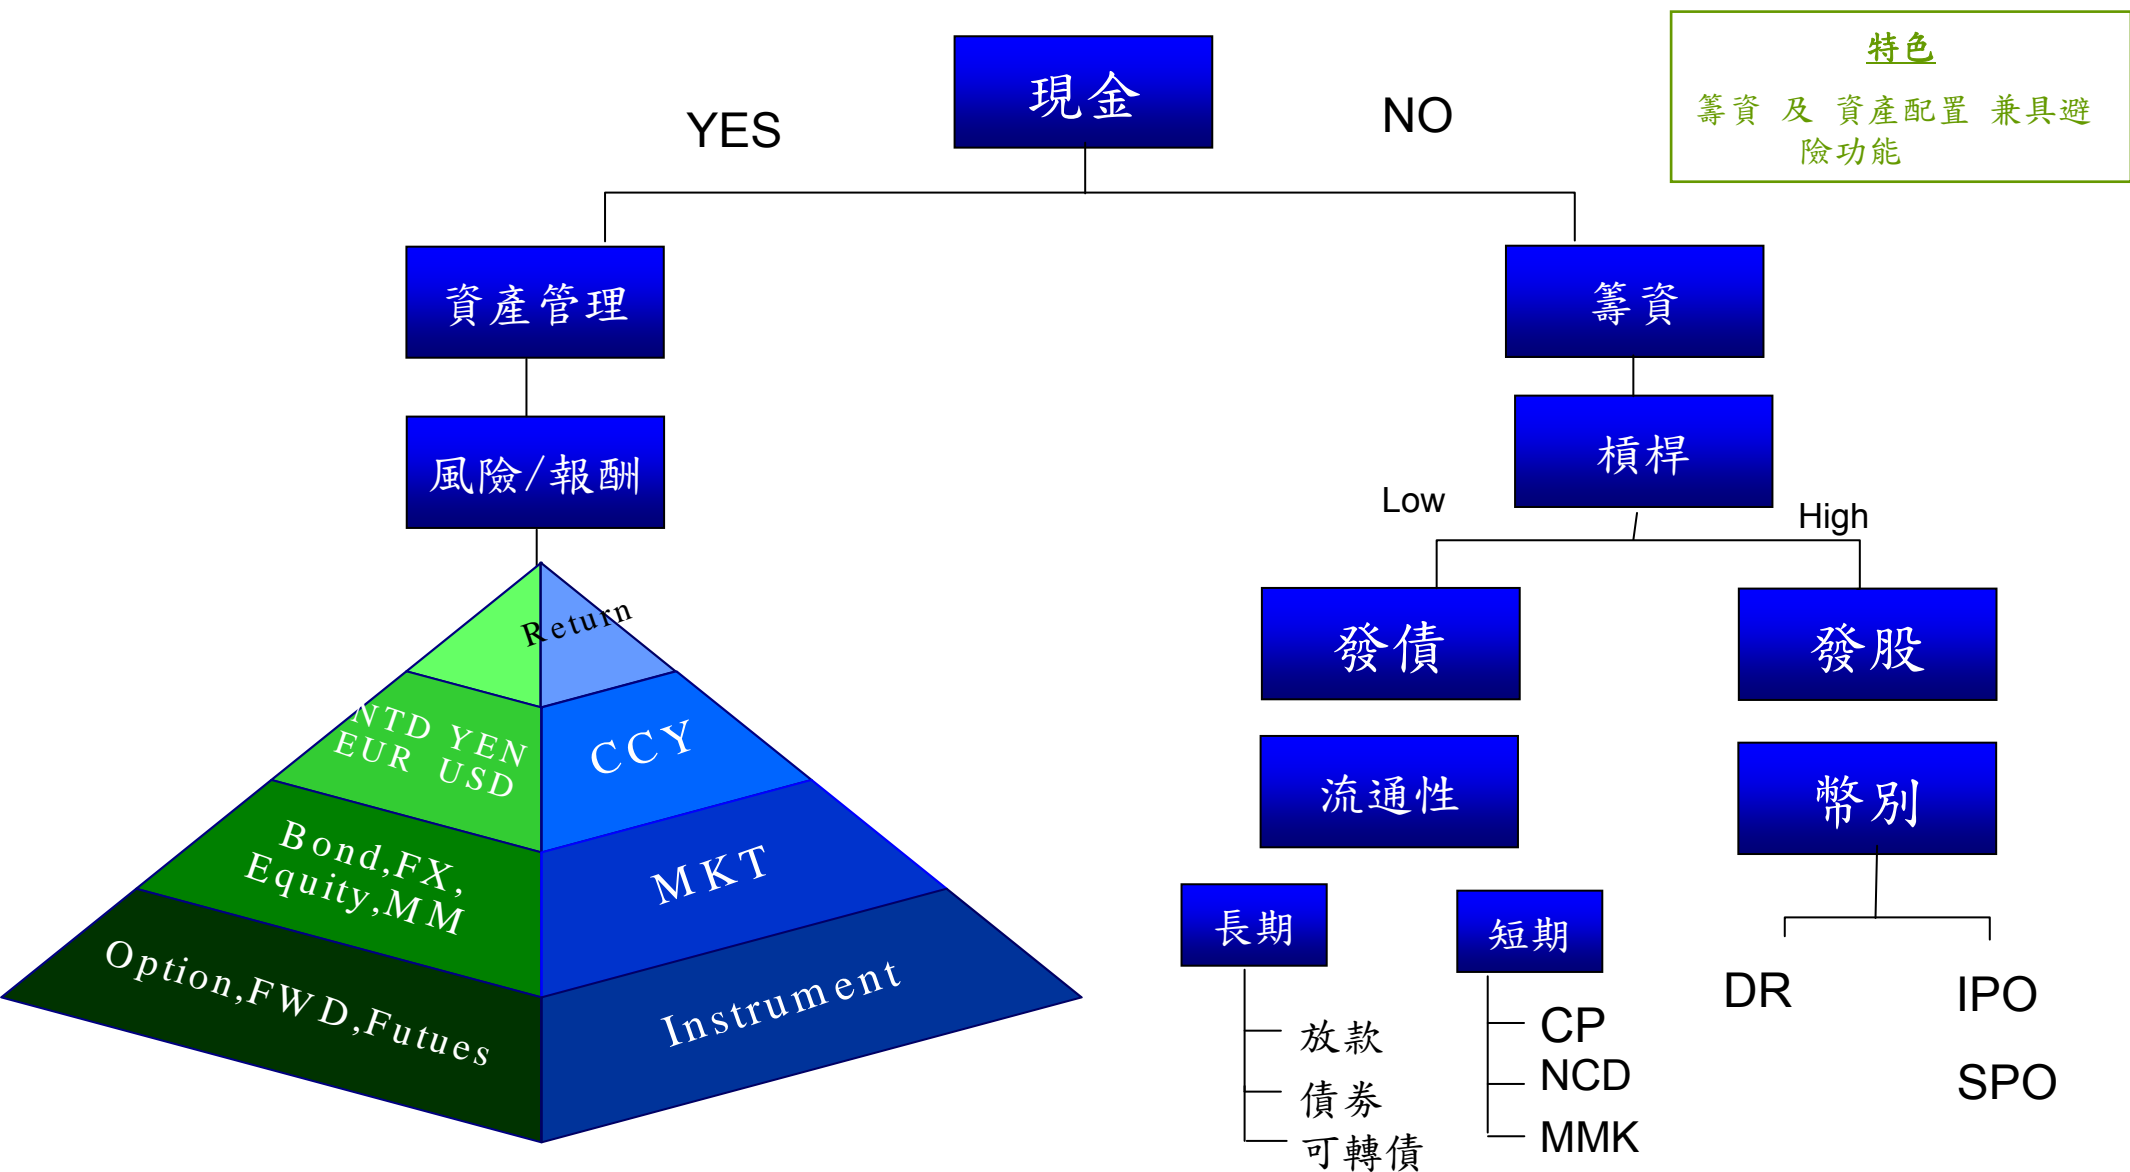 現金
YES
NO
特色
籌資 及 資產配置 兼具避
險功能
資產管理
籌資
風險/報酬
槓桿
Low
High
Return
發債
發股
NTD YEN
EUR USD
CCY
流通性
幣別
Bond,FX,
Equity,MM
MKT
長期
短期
Option,FWD,Futues
Instrument
放款
債券
可轉債
CP
NCD
MMK
DR
IPO
SPO